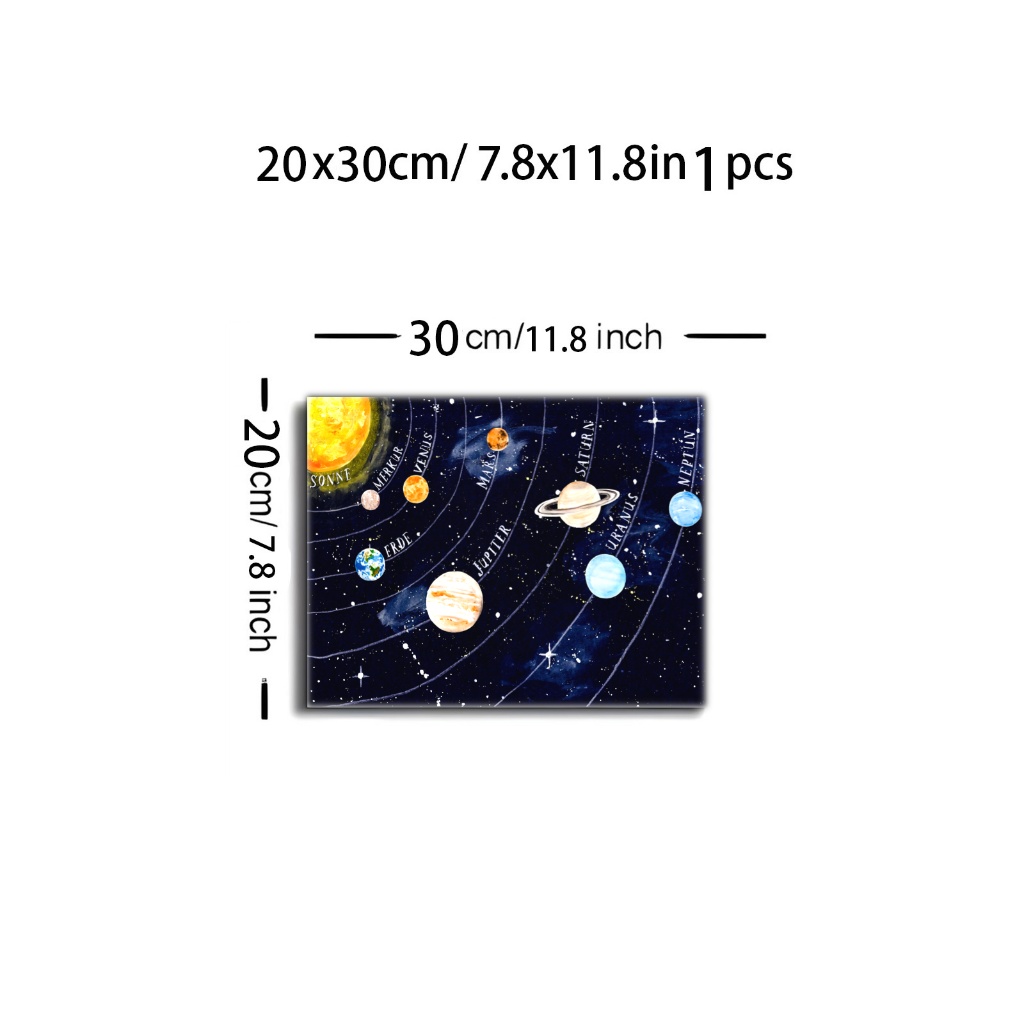 20x30cm/ 7.8x11.8in 1 pcs
30 cm/11.8 inch
20cm/ 7.8 inch
SONNE
MERKUR
VENUS
ERDE
MARS
JUPITER
SATURN
URANUS
NEPTUN